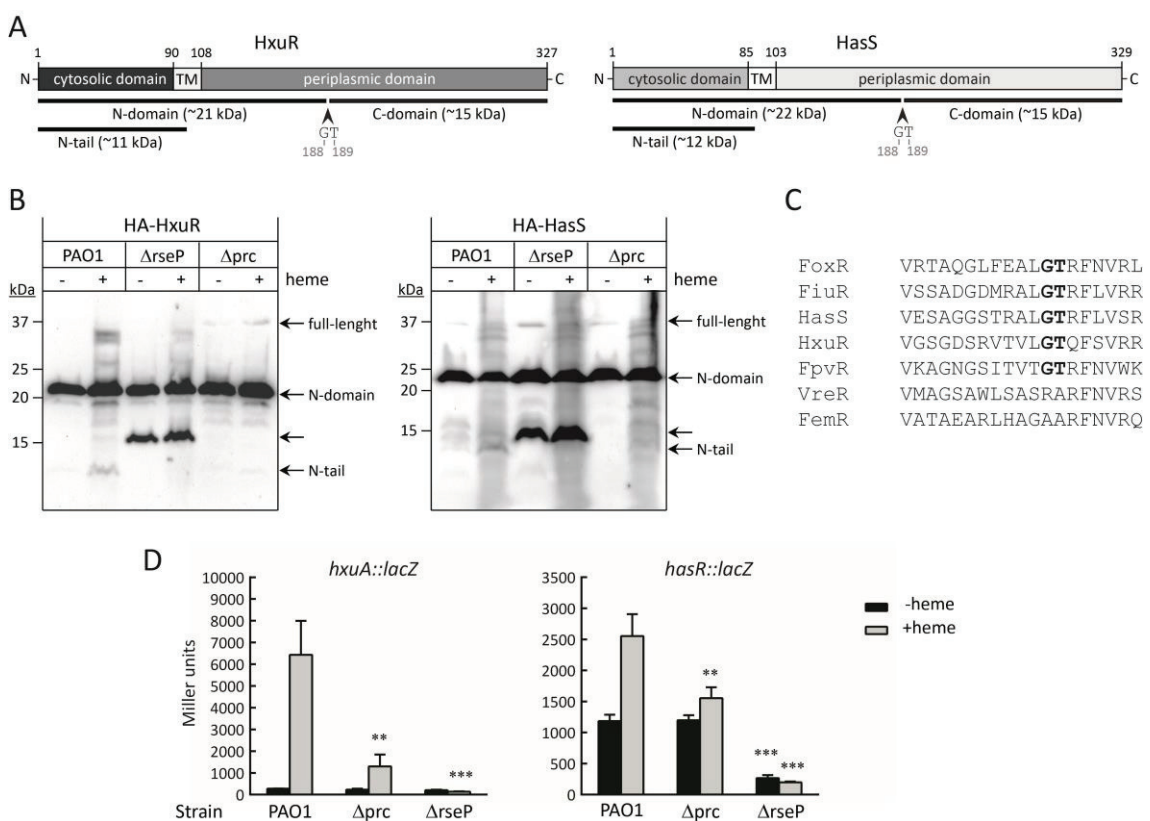 A
HxuR
1 90 108 327
N- cytosolic domain TM periplasmic domain -C
N-domain (~21 kDa) C-domain (~15 kDa)
N-tail (~11 kDa) GT
188 189
HasS
1 85 103 329
N- cytosolic domain TM periplasmic domain -C
N-domain (~22 kDa) C-domain (~15 kDa)
N-tail (~12 kDa) GT
188 189
B
HA-HxuR
PAO1 ΔrseP Δprc
- + - + - + heme
kDa
37 full-lenght
25
N-domain
20
15
N-tail
HA-HasS
PAO1 ΔrseP Δprc
- + - + - + heme
kDa
37 full-lenght
25
N-domain
20
15
N-tail
C
FoxR VRTAQGLFEALGTRFNVRL
FiuR VSSADGDMRALGTRFLVRR
HasS VESAGGSTRALGTRFLVSR
HxuR VGSGDSRVTVLGTQFSVRR
FpvR VKAGNGSITVTGTRFNVWK
VreR VMAGSAWLSASRARFNVRS
FemR VATAEARLHAGAARFNVRQ
D
hxuA::lacZ
Miller units
10000
9000
8000
7000
6000
5000
4000
3000
2000
1000
0
** ***
Strain PAO1 Δprc ΔrseP
hasR::lacZ
3500
3000
2500
2000
1500
1000
500
0
** *** ***
PAO1 Δprc ΔrseP
-heme
+heme